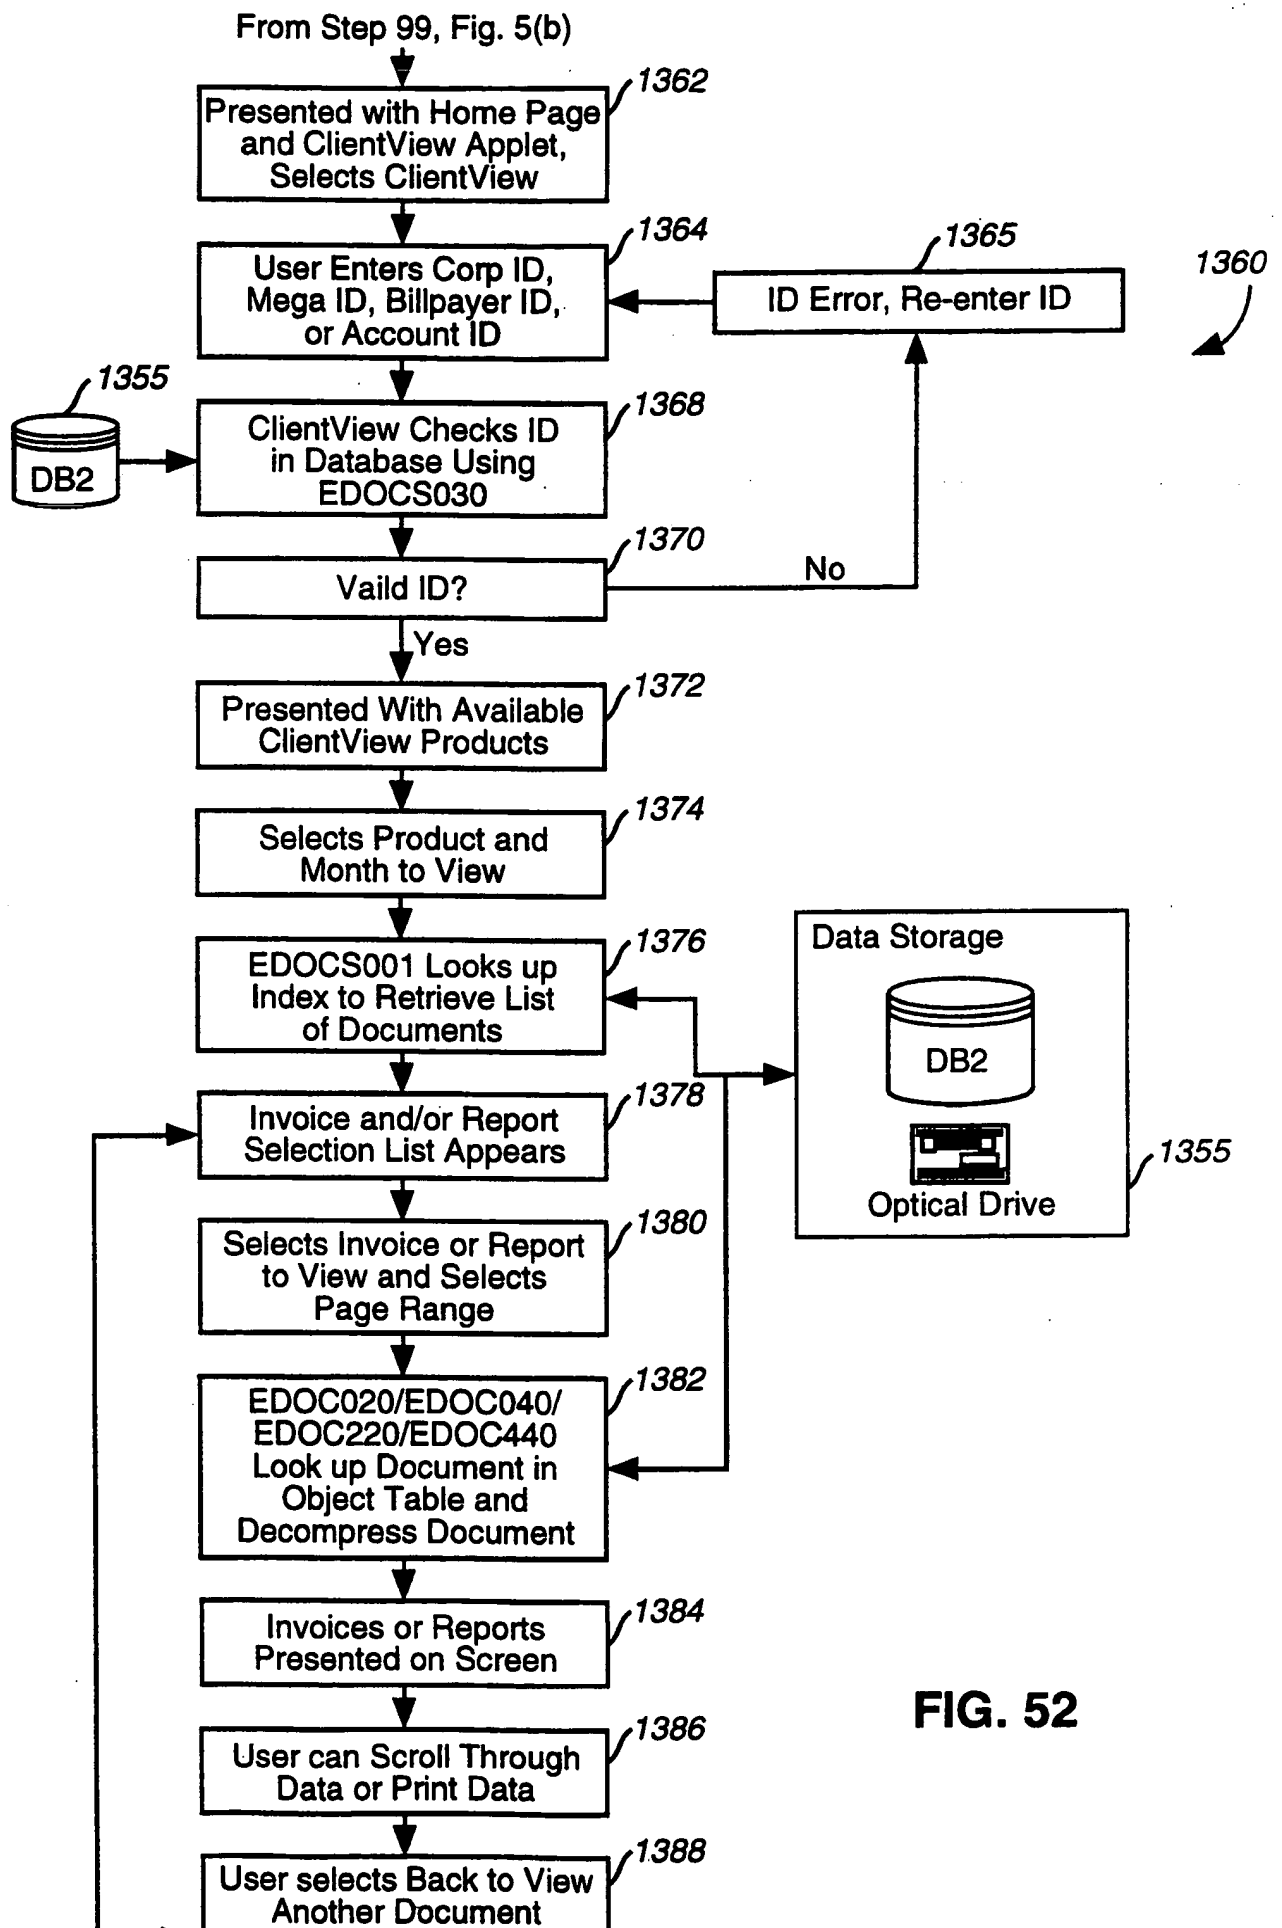 From Step 99, Fig. 5(b)
1362
Presented with Home Page
and ClientView Applet,
Selects ClientView
1364
User Enters Corp ID,
Mega ID, Billpayer ID,
or Account ID
1365
ID Error, Re-enter ID
1360
1355
DB2
1368
ClientView Checks ID
in Database Using
EDOCS030
1370
Vaild ID?
No
Yes
1372
Presented With Available
ClientView Products
1374
Selects Product and
Month to View
1376
EDOCS001 Looks up
Index to Retrieve List
of Documents
Data Storage
DB2
Optical Drive
1355
1378
Invoice and/or Report
Selection List Appears
1380
Selects Invoice or Report
to View and Selects
Page Range
1382
EDOC020/EDOC040/
EDOC220/EDOC440
Look up Document in
Object Table and
Decompress Document
1384
Invoices or Reports
Presented on Screen
FIG. 52
1386
User can Scroll Through
Data or Print Data
1388
User selects Back to View
Another Document